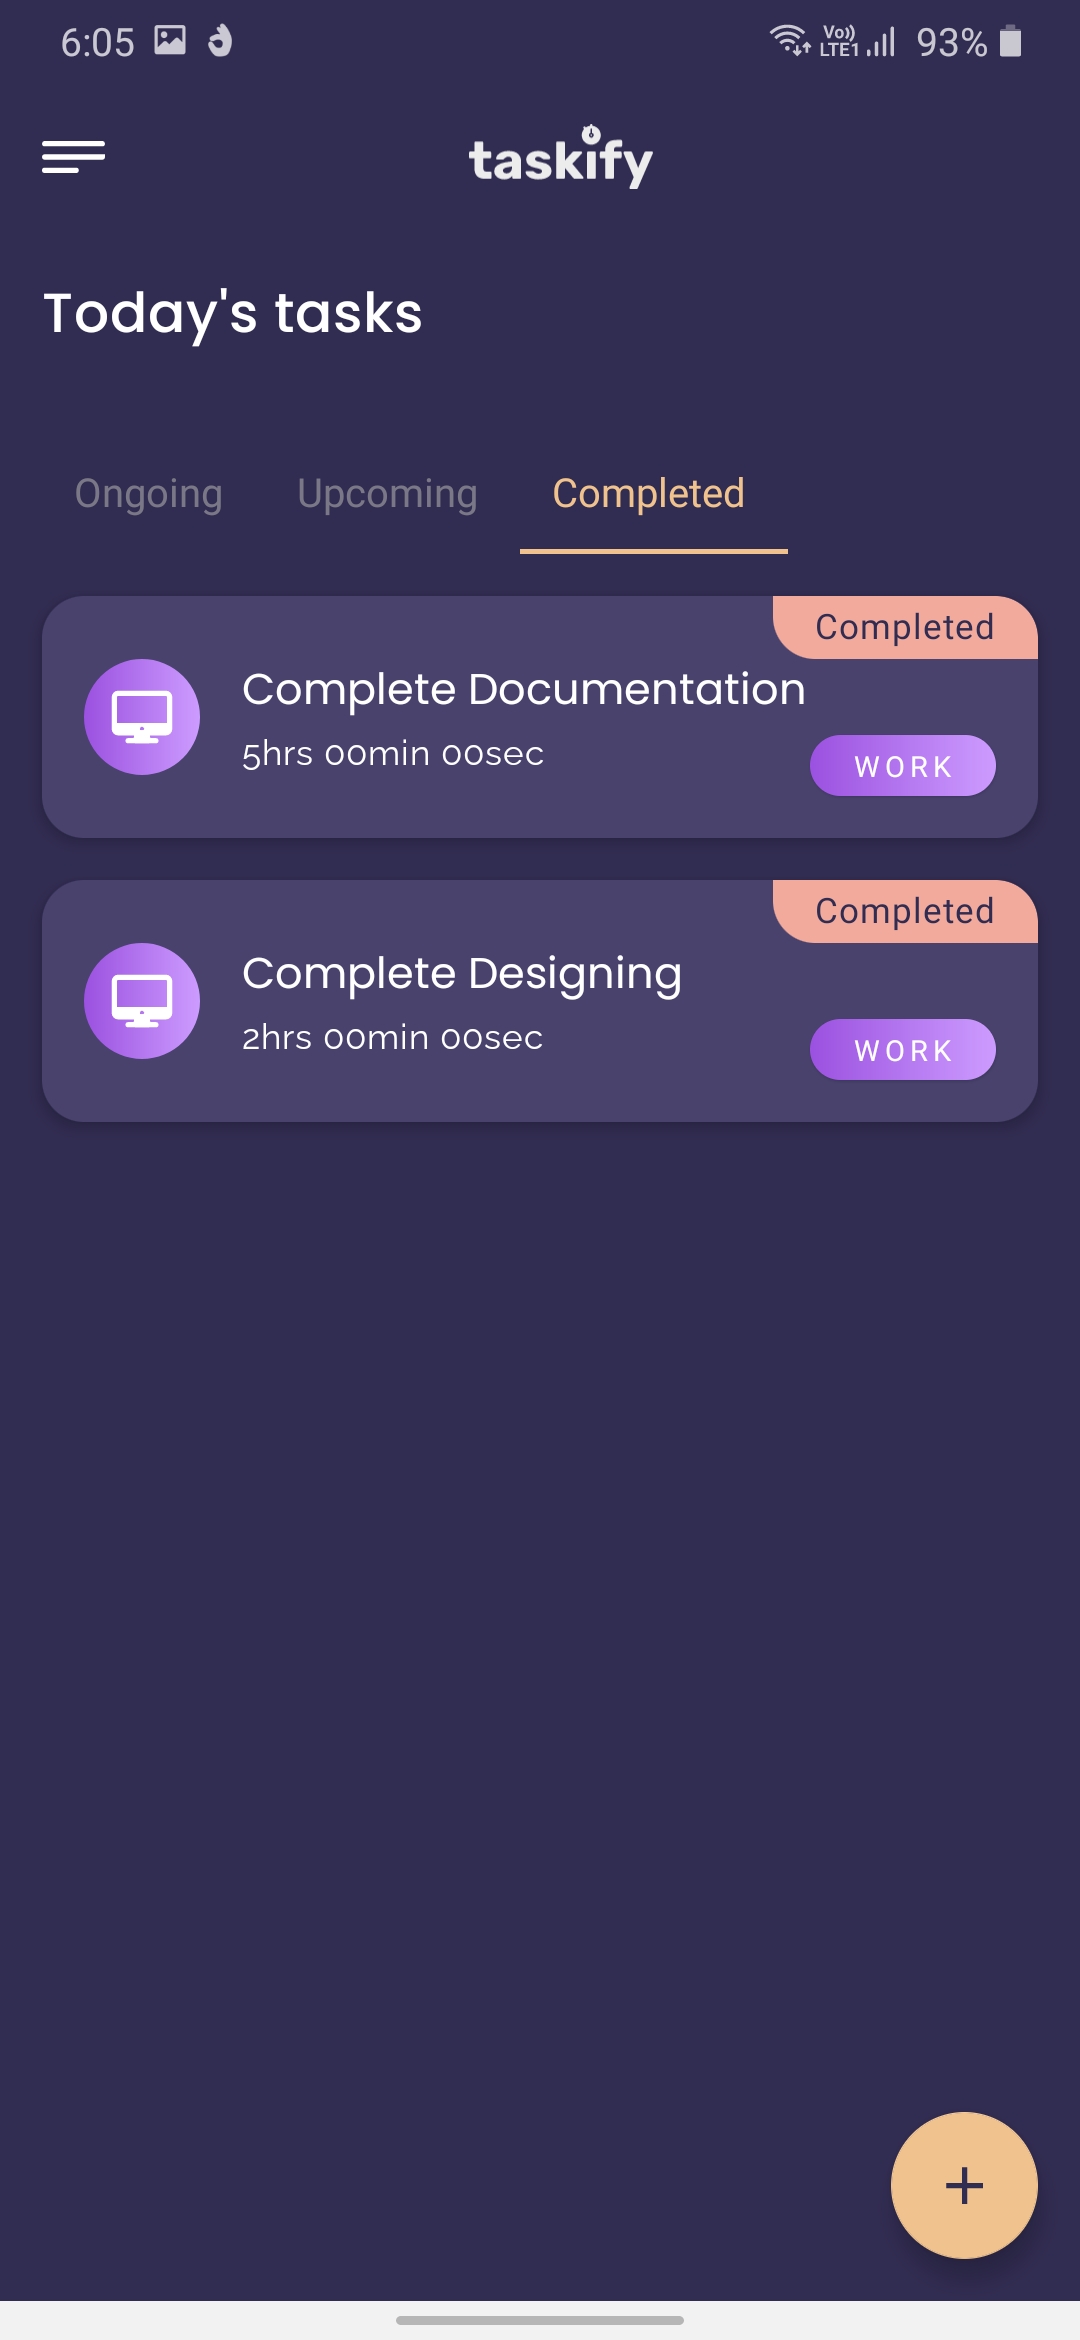 6:05 Vo)) LTE1 93%
taskify
Today's tasks
Ongoing Upcoming Completed
Completed
Complete Documentation
5hrs 00min 00sec
WORK
Completed
Complete Designing
2hrs 00min 00sec
WORK
+